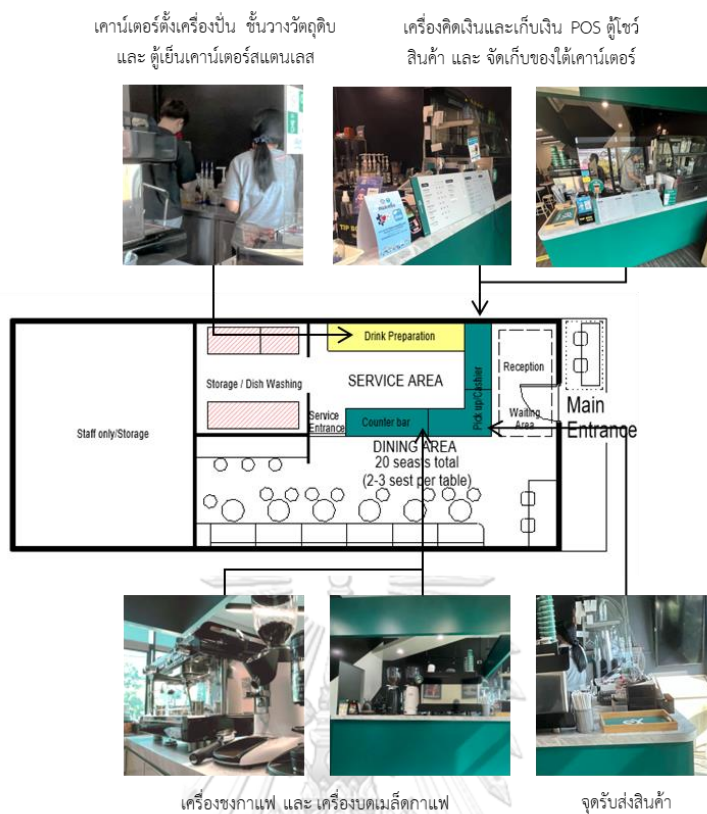 เคาน์เตอร์ตั้งเครื่องปั่น ชั้นวางวัตถุดิบ
และ ตู้เย็นเคาน์เตอร์สแตนเลส
เครื่องคิดเงินและเก็บเงิน POS ตู้โชว์
สินค้า และ จัดเก็บของใต้เคาน์เตอร์
Drink Preparation
Storage / Dish Washing
SERVICE AREA
Pick up/Cashier
Reception
Waiting
Area
Main
Entrance
Staff only/Storage
Service
Entrance
Counter bar
DINING AREA
20 seasts total
(2-3 sest per table)
เครื่องชงกาแฟ และ เครื่องบดเมล็ดกาแฟ
จุดรับส่งสินค้า